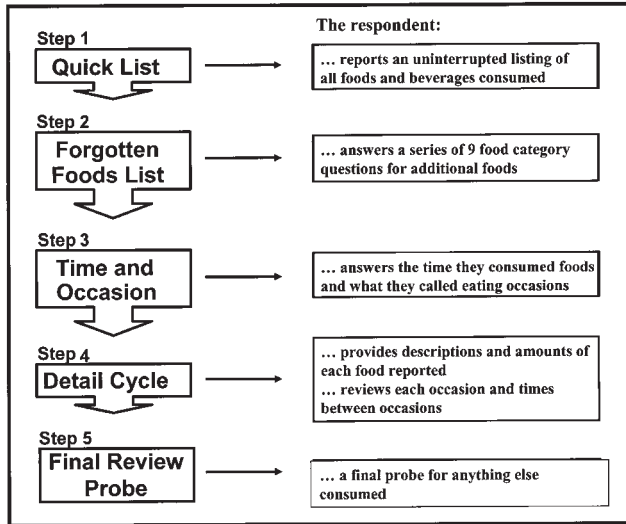 The respondent:
Step 1
Quick List
... reports an uninterrupted listing of
all foods and beverages consumed
Step 2
Forgotten
Foods List
... answers a series of 9 food category
questions for additional foods
Step 3
Time and
Occasion
... answers the time they consumed foods
and what they called eating occasions
Step 4
Detail Cycle
... provides descriptions and amounts of
each food reported
... reviews each occasion and times
between occasions
Step 5
Final Review
Probe
... a final probe for anything else
consumed